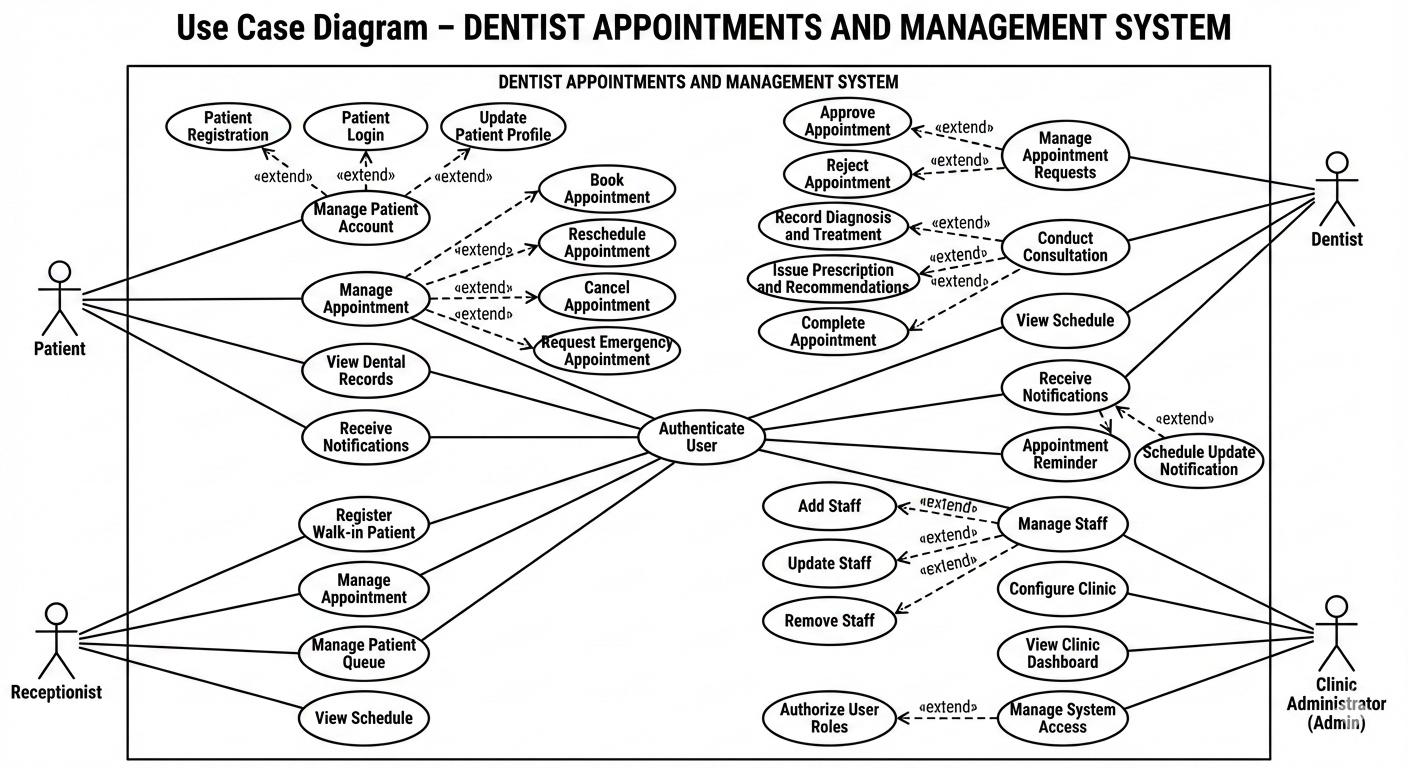 Use Case Diagram – DENTIST APPOINTMENTS AND MANAGEMENT SYSTEM
DENTIST APPOINTMENTS AND MANAGEMENT SYSTEM
Patient
Registration
Patient
Login
Update
Patient Profile
«extend»
«extend»
«extend»
Manage Patient
Account
Book
Appointment
Reschedule
Appointment
Cancel
Appointment
Request Emergency
Appointment
«extend»
«extend»
«extend»
Manage
Appointment
Patient
View Dental
Records
Receive
Notifications
Authenticate
User
Register
Walk-in Patient
Manage
Appointment
Manage Patient
Queue
View Schedule
Receptionist
Approve
Appointment
Reject
Appointment
«extend»
«extend»
Manage
Appointment
Requests
Dentist
Record Diagnosis
and Treatment
Issue Prescription
and Recommendations
Complete
Appointment
«extend»
«extend»
«extend»
Conduct
Consultation
View Schedule
Receive
Notifications
«extend»
Appointment
Reminder
Schedule Update
Notification
Add Staff
Update Staff
Remove Staff
«extend»
«extend»
«extend»
Manage Staff
Configure Clinic
View Clinic
Dashboard
Authorize User
Roles
«extend»
Manage System
Access
Clinic
Administrator
(Admin)